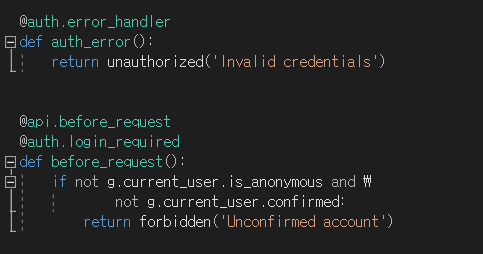 @auth.error_handler
def auth_error():
    return unauthorized('Invalid credentials')
@api.before_request
@auth.login_required
def before_request():
    if not g.current_user.is_anonymous and ₩
            not g.current_user.confirmed:
        return forbidden('Unconfirmed account')